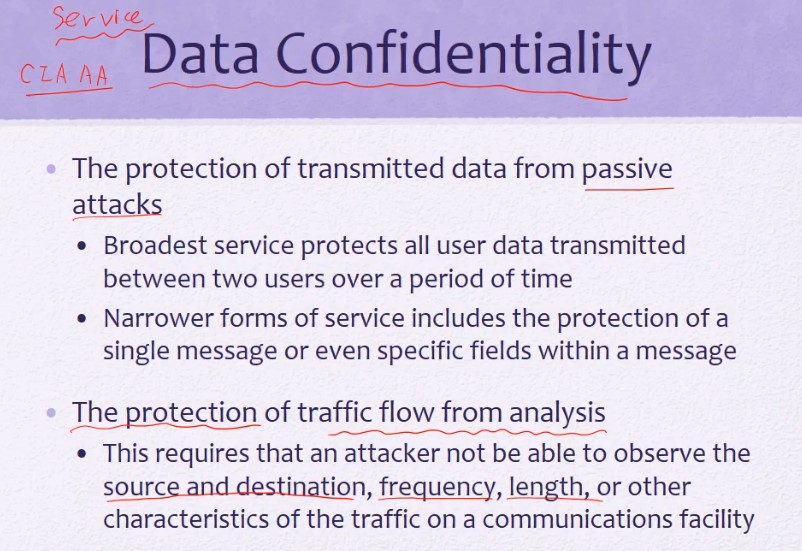 Service
CIA AA
Data Confidentiality
• The protection of transmitted data from passive
attacks
• Broadest service protects all user data transmitted
between two users over a period of time
• Narrower forms of service includes the protection of a
single message or even specific fields within a message
• The protection of traffic flow from analysis
• This requires that an attacker not be able to observe the
source and destination, frequency, length, or other
characteristics of the traffic on a communications facility